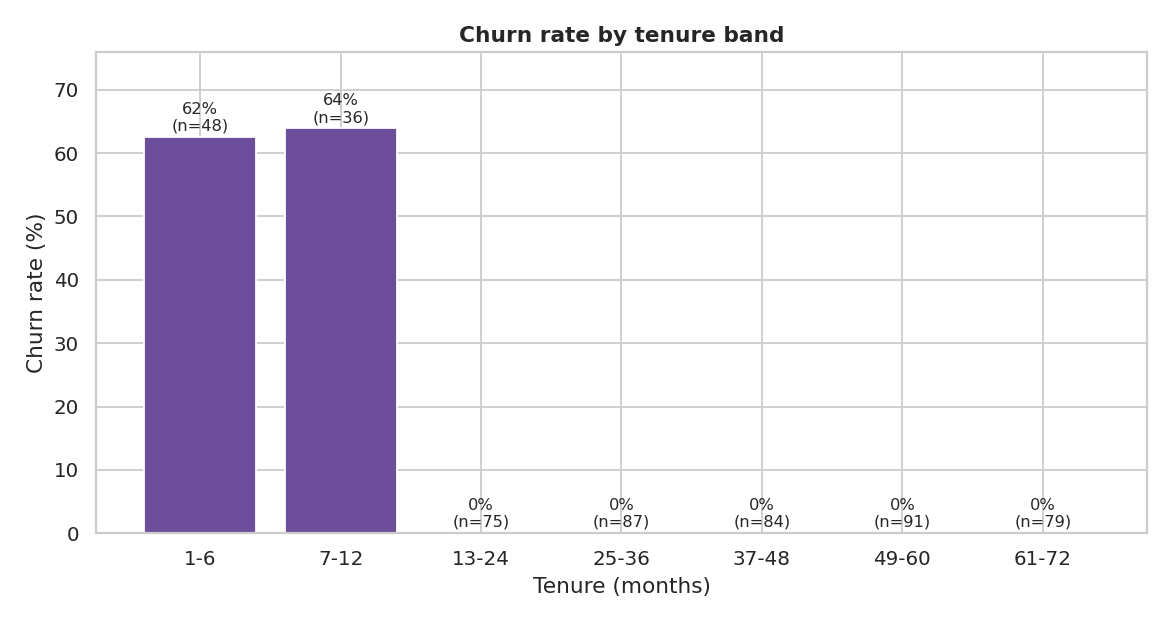 Churn rate by tenure band
Churn rate (%)
70
60
50
40
30
20
10
0
62%
(n=48)
64%
(n=36)
0%
(n=75)
0%
(n=87)
0%
(n=84)
0%
(n=91)
0%
(n=79)
1-6
7-12
13-24
25-36
37-48
49-60
61-72
Tenure (months)